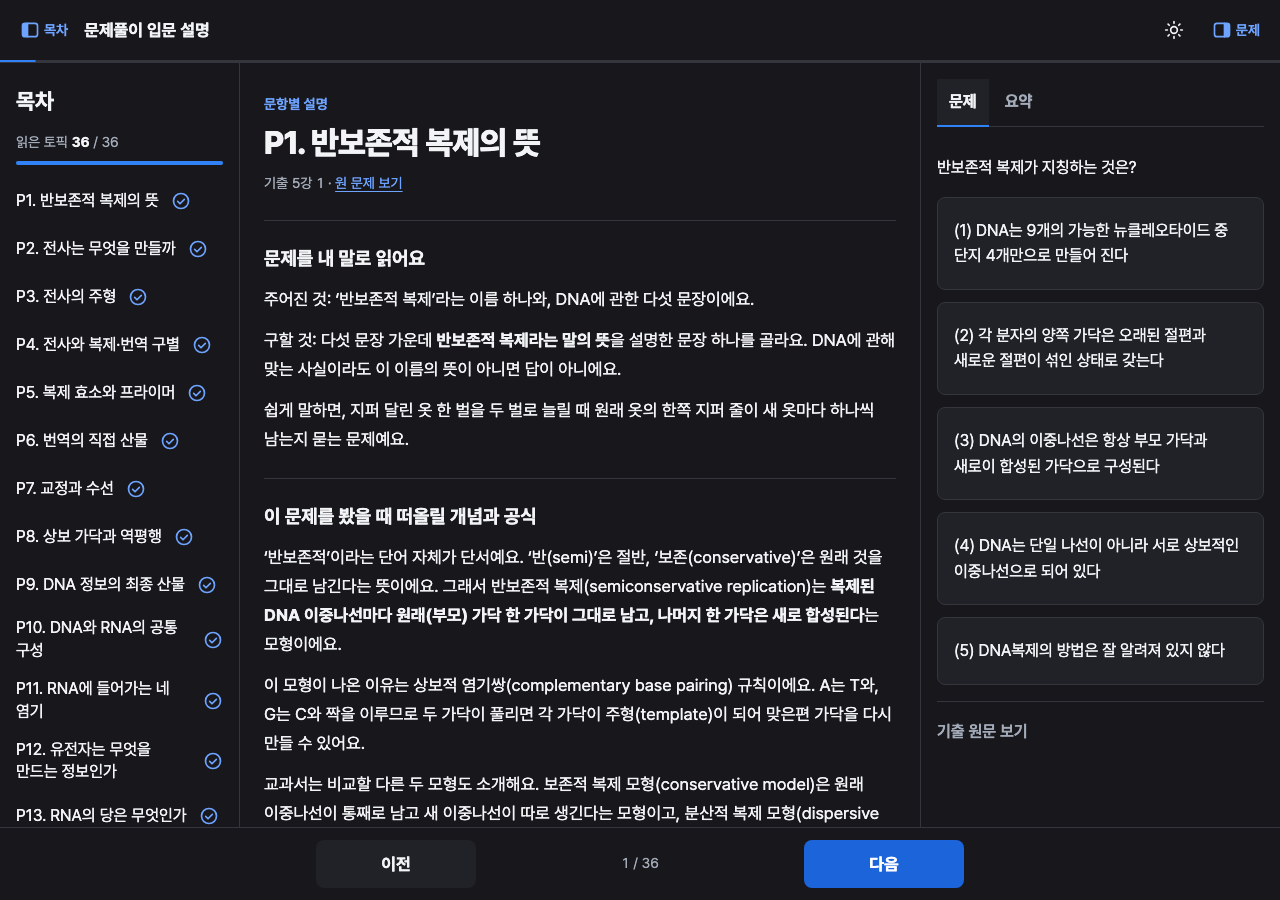 목차
문제풀이 입문 설명
문제
목차
읽은 토픽 36 / 36
P1. 반보존적 복제의 뜻
P2. 전사는 무엇을 만들까
P3. 전사의 주형
P4. 전사와 복제·번역 구별
P5. 복제 효소와 프라이머
P6. 번역의 직접 산물
P7. 교정과 수선
P8. 상보 가닥과 역평행
P9. DNA 정보의 최종 산물
P10. DNA와 RNA의 공통
구성
P11. RNA에 들어가는 네
염기
P12. 유전자는 무엇을
만드는 정보인가
P13. RNA의 당은 무엇인가
문항별 설명
P1. 반보존적 복제의 뜻
기출 5강 1 · 원 문제 보기
문제를 내 말로 읽어요
주어진 것: ‘반보존적 복제’라는 이름 하나와, DNA에 관한 다섯 문장이에요.
구할 것: 다섯 문장 가운데 반보존적 복제라는 말의 뜻을 설명한 문장 하나를 골라요. DNA에 관해
맞는 사실이라도 이 이름의 뜻이 아니면 답이 아니에요.
쉽게 말하면, 지퍼 달린 옷 한 벌을 두 벌로 늘릴 때 원래 옷의 한쪽 지퍼 줄이 새 옷마다 하나씩
남는지 묻는 문제예요.
이 문제를 봤을 때 떠올릴 개념과 공식
‘반보존적’이라는 단어 자체가 단서예요. ‘반(semi)’은 절반, ‘보존(conservative)’은 원래 것을
그대로 남긴다는 뜻이에요. 그래서 반보존적 복제(semiconservative replication)는 복제된
DNA 이중나선마다 원래(부모) 가닥 한 가닥이 그대로 남고, 나머지 한 가닥은 새로 합성된다는
모형이에요.
이 모형이 나온 이유는 상보적 염기쌍(complementary base pairing) 규칙이에요. A는 T와,
G는 C와 짝을 이루므로 두 가닥이 풀리면 각 가닥이 주형(template)이 되어 맞은편 가닥을 다시
만들 수 있어요.
교과서는 비교할 다른 두 모형도 소개해요. 보존적 복제 모형(conservative model)은 원래
이중나선이 통째로 남고 새 이중나선이 따로 생긴다는 모형이고, 분산적 복제 모형(dispersive
문제
요약
반보존적 복제가 지칭하는 것은?
(1) DNA는 9개의 가능한 뉴클레오타이드 중
단지 4개만으로 만들어 진다
(2) 각 분자의 양쪽 가닥은 오래된 절편과
새로운 절편이 섞인 상태로 갖는다
(3) DNA의 이중나선은 항상 부모 가닥과
새로이 합성된 가닥으로 구성된다
(4) DNA는 단일 나선이 아니라 서로 상보적인
이중나선으로 되어 있다
(5) DNA복제의 방법은 잘 알려져 있지 않다
기출 원문 보기
이전
1 / 36
다음